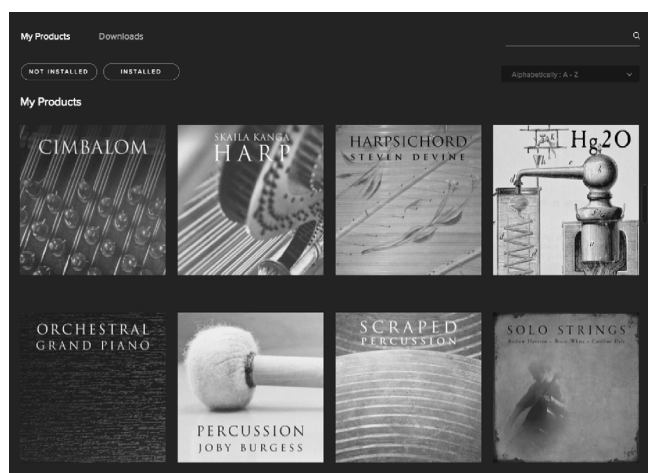 My Products
Downloads
NOT INSTALLED
INSTALLED
Alphabetically : A - Z
My Products
CIMBALOM
SKAILA KANGA
HARP
HARPSICHORD
STEVEN DEVINE
Hg2O
ORCHESTRAL
GRAND PIANO
PERCUSSION
JOBY BURGESS
SCRAPED
PERCUSSION
SOLO STRINGS